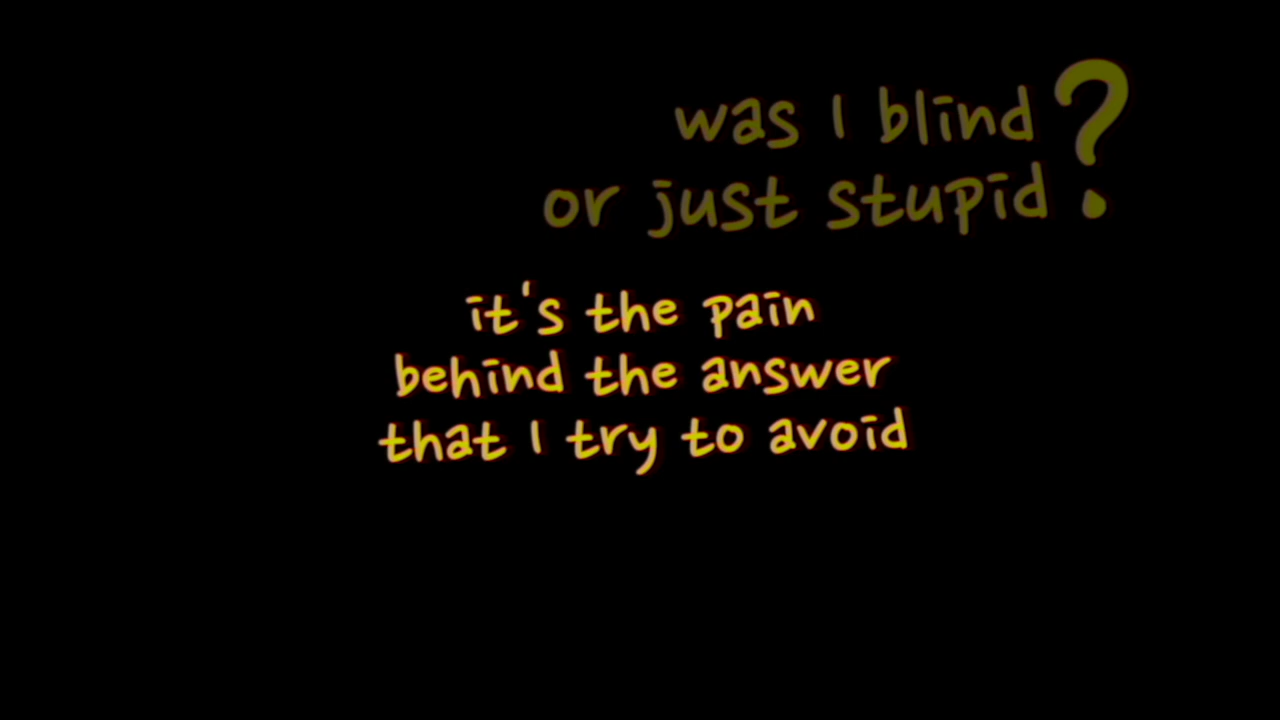 was I blind
or just stupid?
it's the pain
behind the answer
that I try to avoid